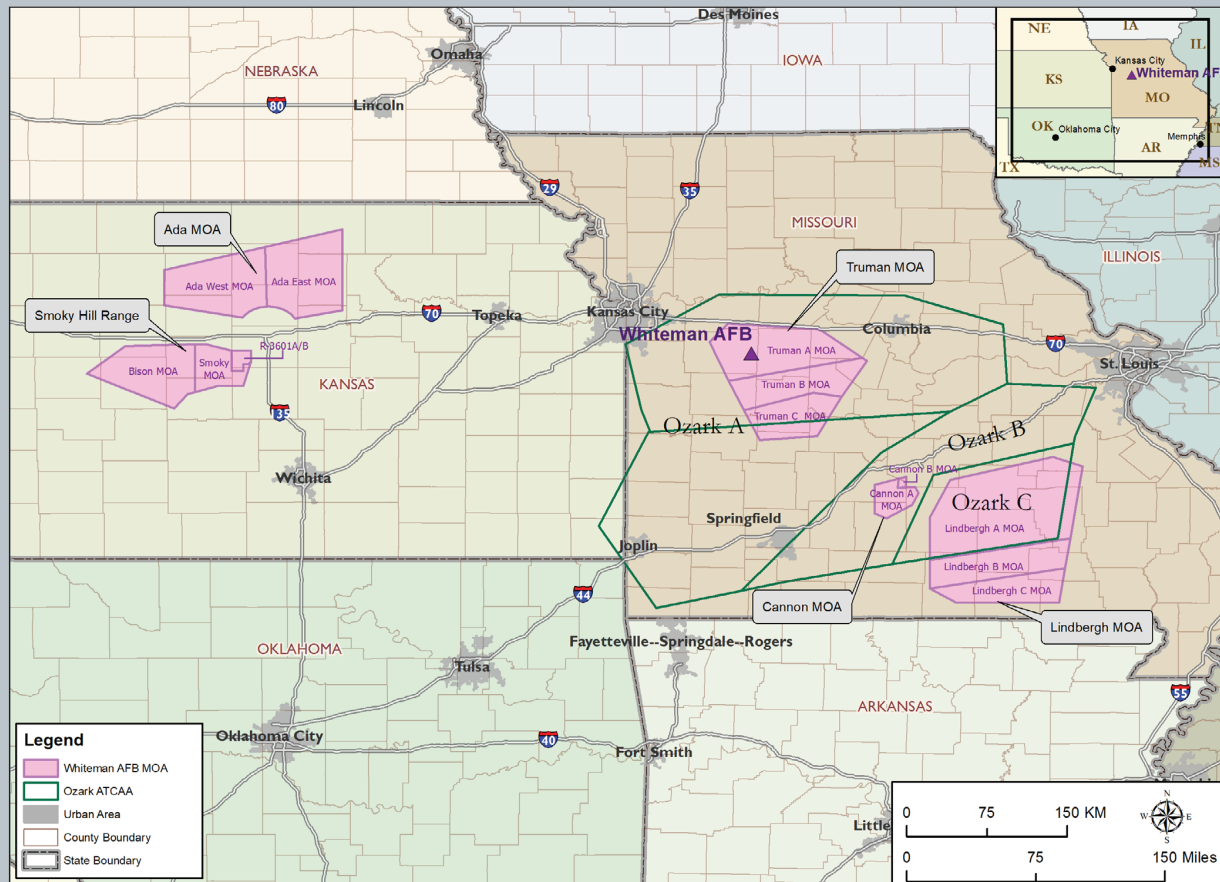 Des Moines
Omaha
IOWA
NEBRASKA
80
Lincoln
29
35
MISSOURI
ILLINOIS
NE
IA
IL
Kansas City
Whiteman AF
KS
MO
OK
Oklahoma City
Memphis
AR
TX
MS
Ada MOA
Ada West MOA
Ada East MOA
Truman MOA
Smoky Hill Range
70
Topeka
Kansas City
Columbia
70
Whiteman AFB
St. Louis
R-3601A/B
Bison MOA
Smoky
MOA
KANSAS
35
Truman A MOA
Truman B MOA
Truman C MOA
Ozark A
Ozark B
Wichita
Cannon B MOA
Cannon A
MOA
Ozark C
Springfield
Lindbergh A MOA
Joplin
Lindbergh B MOA
44
Lindbergh C MOA
Cannon MOA
Lindbergh MOA
Fayetteville--Springdale--Rogers
OKLAHOMA
Tulsa
55
ARKANSAS
Oklahoma City
40
Fort Smith
Little
Legend
Whiteman AFB MOA
Ozark ATCAA
Urban Area
County Boundary
State Boundary
0 75 150 KM
0 75 150 Miles
N
W E
S